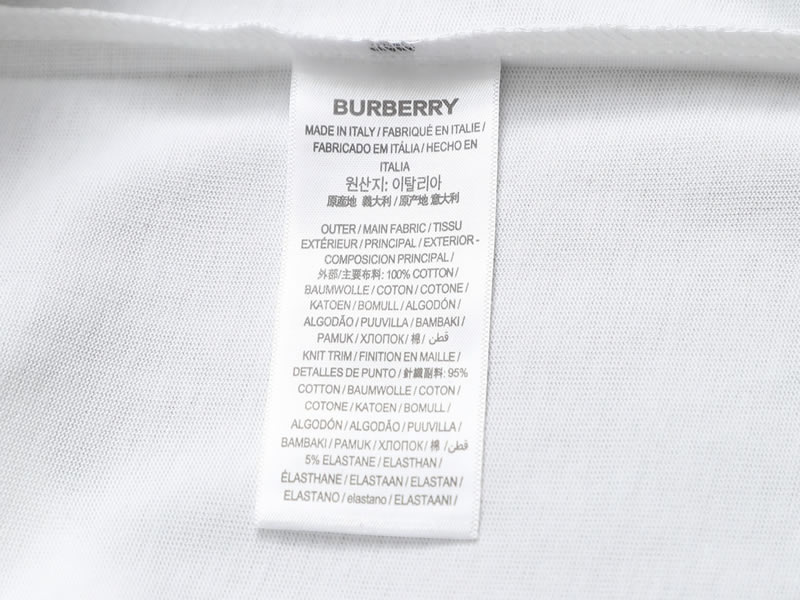 BURBERRY
MADE IN ITALY / FABRIQUÉ EN ITALIE /
FABRICADO EM ITÁLIA / HECHO EN
ITALIA
원산지: 이탈리아
原産地 義大利 / 原产地 意大利
OUTER / MAIN FABRIC / TISSU
EXTÉRIEUR / PRINCIPAL / EXTERIOR -
COMPOSICION PRINCIPAL /
外部/主要布料: 100% COTTON /
BAUMWOLLE / COTON / COTONE /
KATOEN / BOMULL / ALGODÓN /
ALGODÃO / PUUVILLA / BAMBAKI /
PAMUK / ХЛОПОК / 棉 / قطن
KNIT TRIM / FINITION EN MAILLE /
DETALLES DE PUNTO / 針織副料: 95%
COTTON / BAUMWOLLE / COTON /
COTONE / KATOEN / BOMULL /
ALGODÓN / ALGODÃO / PUUVILLA /
BAMBAKI / PAMUK / ХЛОПОК / 棉 / قطن
5% ELASTANE / ELASTHAN /
ÉLASTHANE / ELASTAAN / ELASTAN /
ELASTANO / elastano / ELASTAANI /